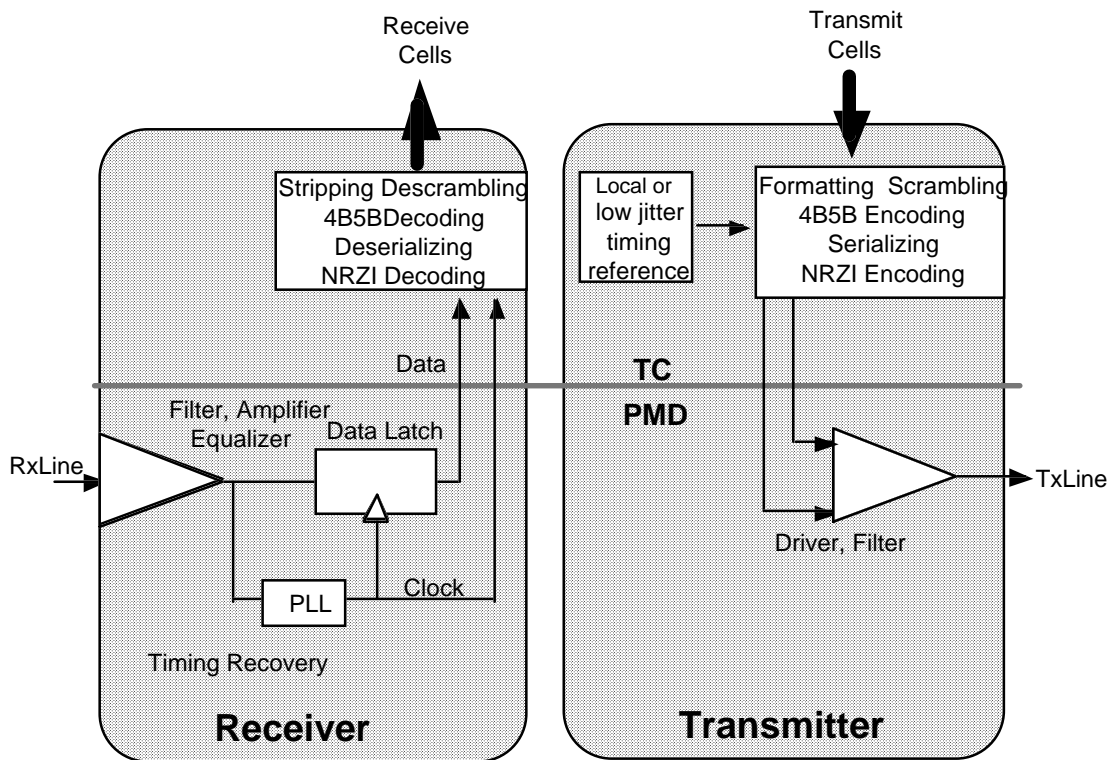 Receive
Cells
Transmit
Cells
Stripping Descrambling
4B5BDecoding
Deserializing
NRZI Decoding
Local or
low jitter
timing
reference
Formatting Scrambling
4B5B Encoding
Serializing
NRZI Encoding
Data
TC
PMD
Filter, Amplifier
Equalizer
Data Latch
RxLine
TxLine
Driver, Filter
PLL
Clock
Timing Recovery
Receiver
Transmitter